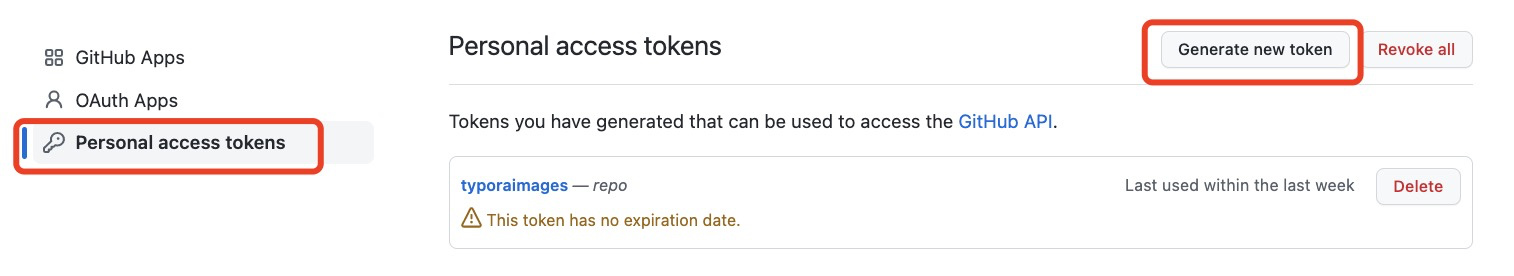 GitHub Apps
OAuth Apps
Personal access tokens
Personal access tokens
Generate new token
Revoke all
Tokens you have generated that can be used to access the GitHub API.
typoraimages — repo
Last used within the last week
Delete
This token has no expiration date.